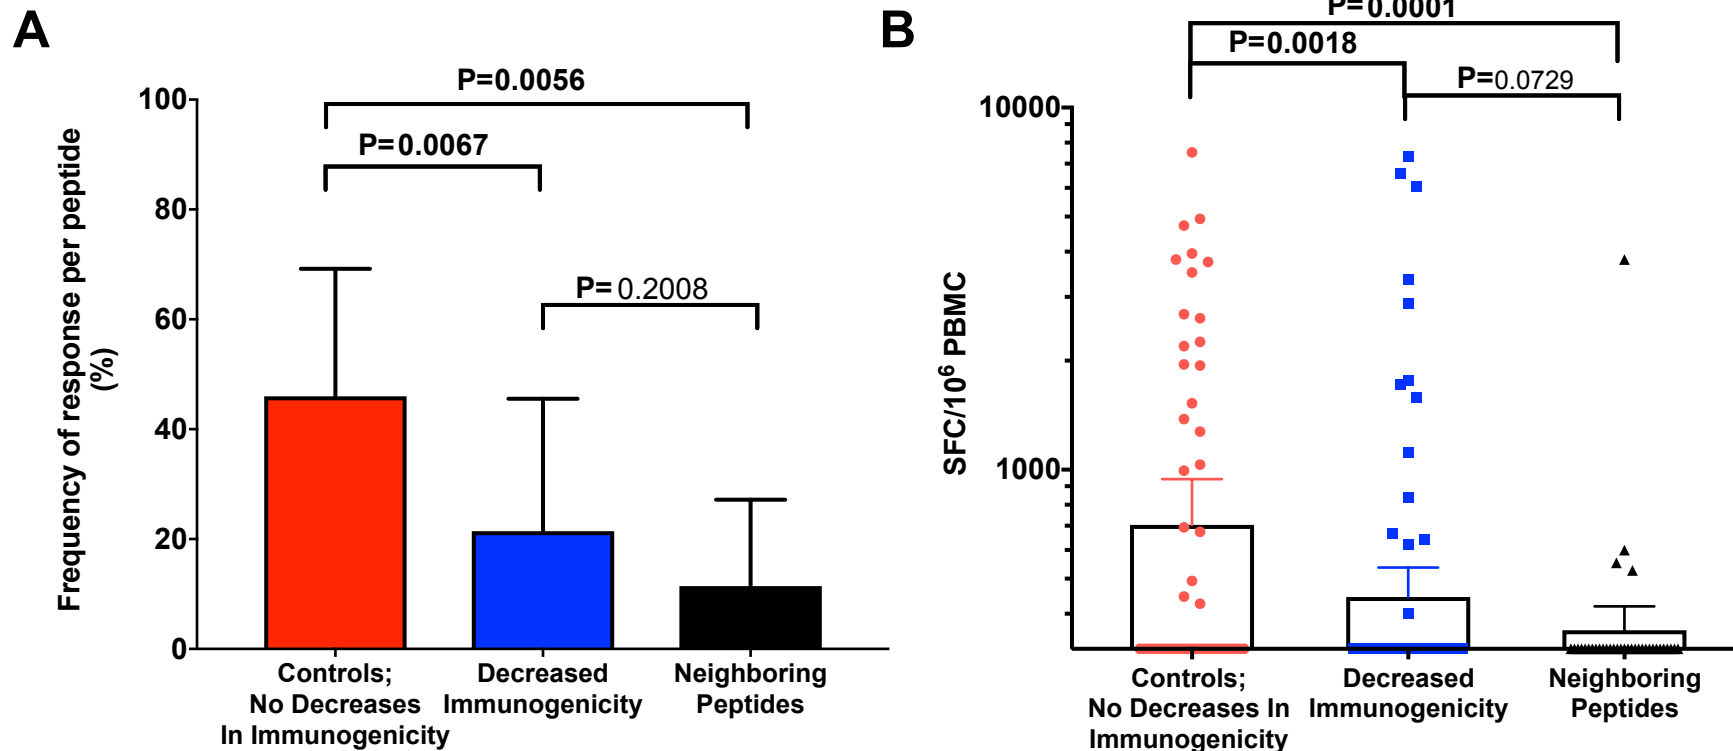 A
P=0.0056
P=0.0067
P= 0.2008
100
80
60
40
20
0
Frequency of response per peptide
(%)
Controls;
No Decreases
In Immunogenicity
Decreased
Immunogenicity
Neighboring
Peptides
B
P=0.0001
P=0.0018
P=0.0729
10000
1000
SFC/10⁶ PBMC
Controls;
No Decreases In
Immunogenicity
Decreased
Immunogenicity
Neighboring
Peptides